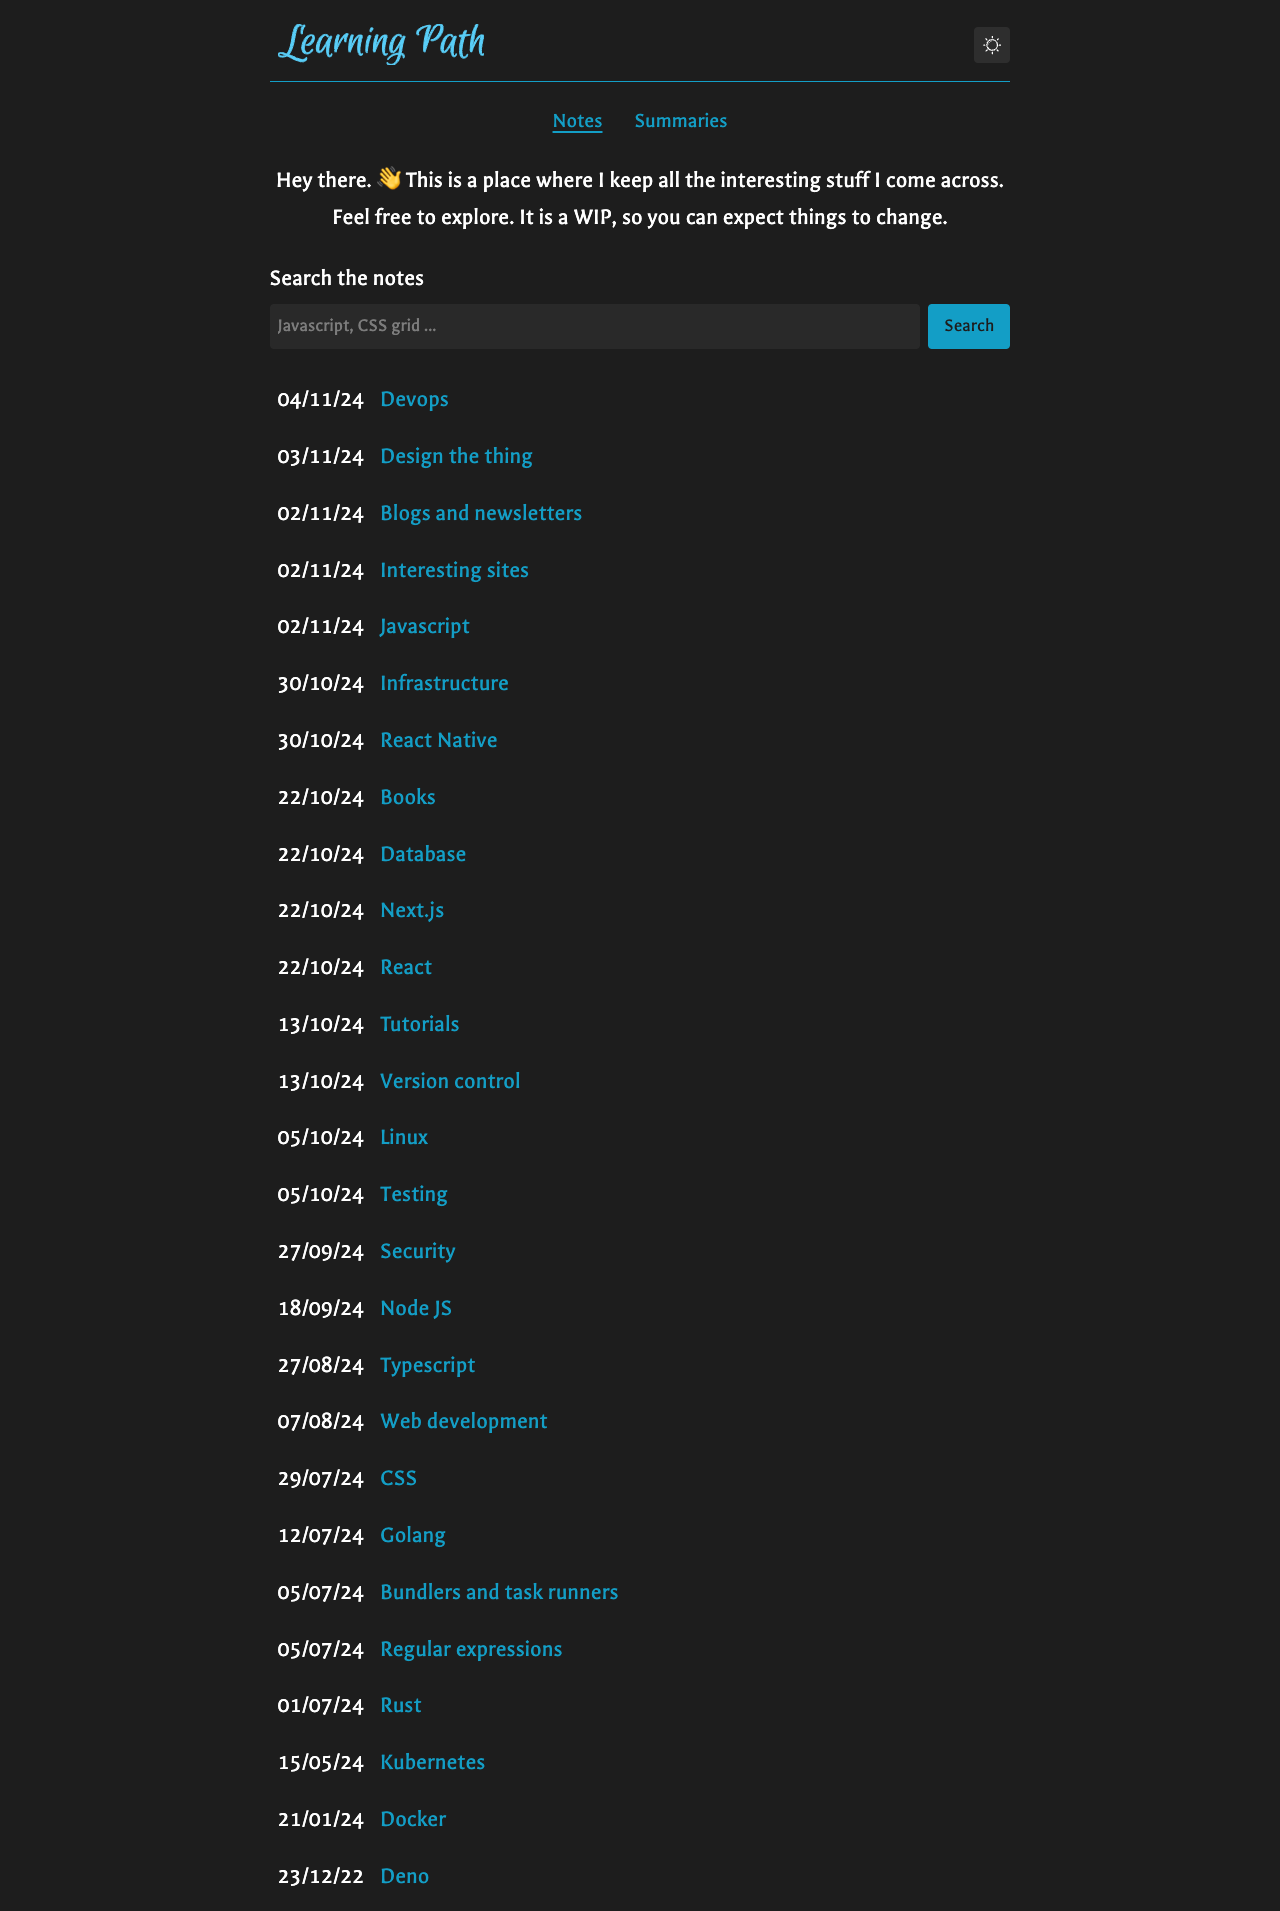 Learning Path
Notes Summaries
Hey there. 👋 This is a place where I keep all the interesting stuff I come across.
Feel free to explore. It is a WIP, so you can expect things to change.
Search the notes
Javascript, CSS grid ... Search
04/11/24 Devops
03/11/24 Design the thing
02/11/24 Blogs and newsletters
02/11/24 Interesting sites
02/11/24 Javascript
30/10/24 Infrastructure
30/10/24 React Native
22/10/24 Books
22/10/24 Database
22/10/24 Next.js
22/10/24 React
13/10/24 Tutorials
13/10/24 Version control
05/10/24 Linux
05/10/24 Testing
27/09/24 Security
18/09/24 Node JS
27/08/24 Typescript
07/08/24 Web development
29/07/24 CSS
12/07/24 Golang
05/07/24 Bundlers and task runners
05/07/24 Regular expressions
01/07/24 Rust
15/05/24 Kubernetes
21/01/24 Docker
23/12/22 Deno